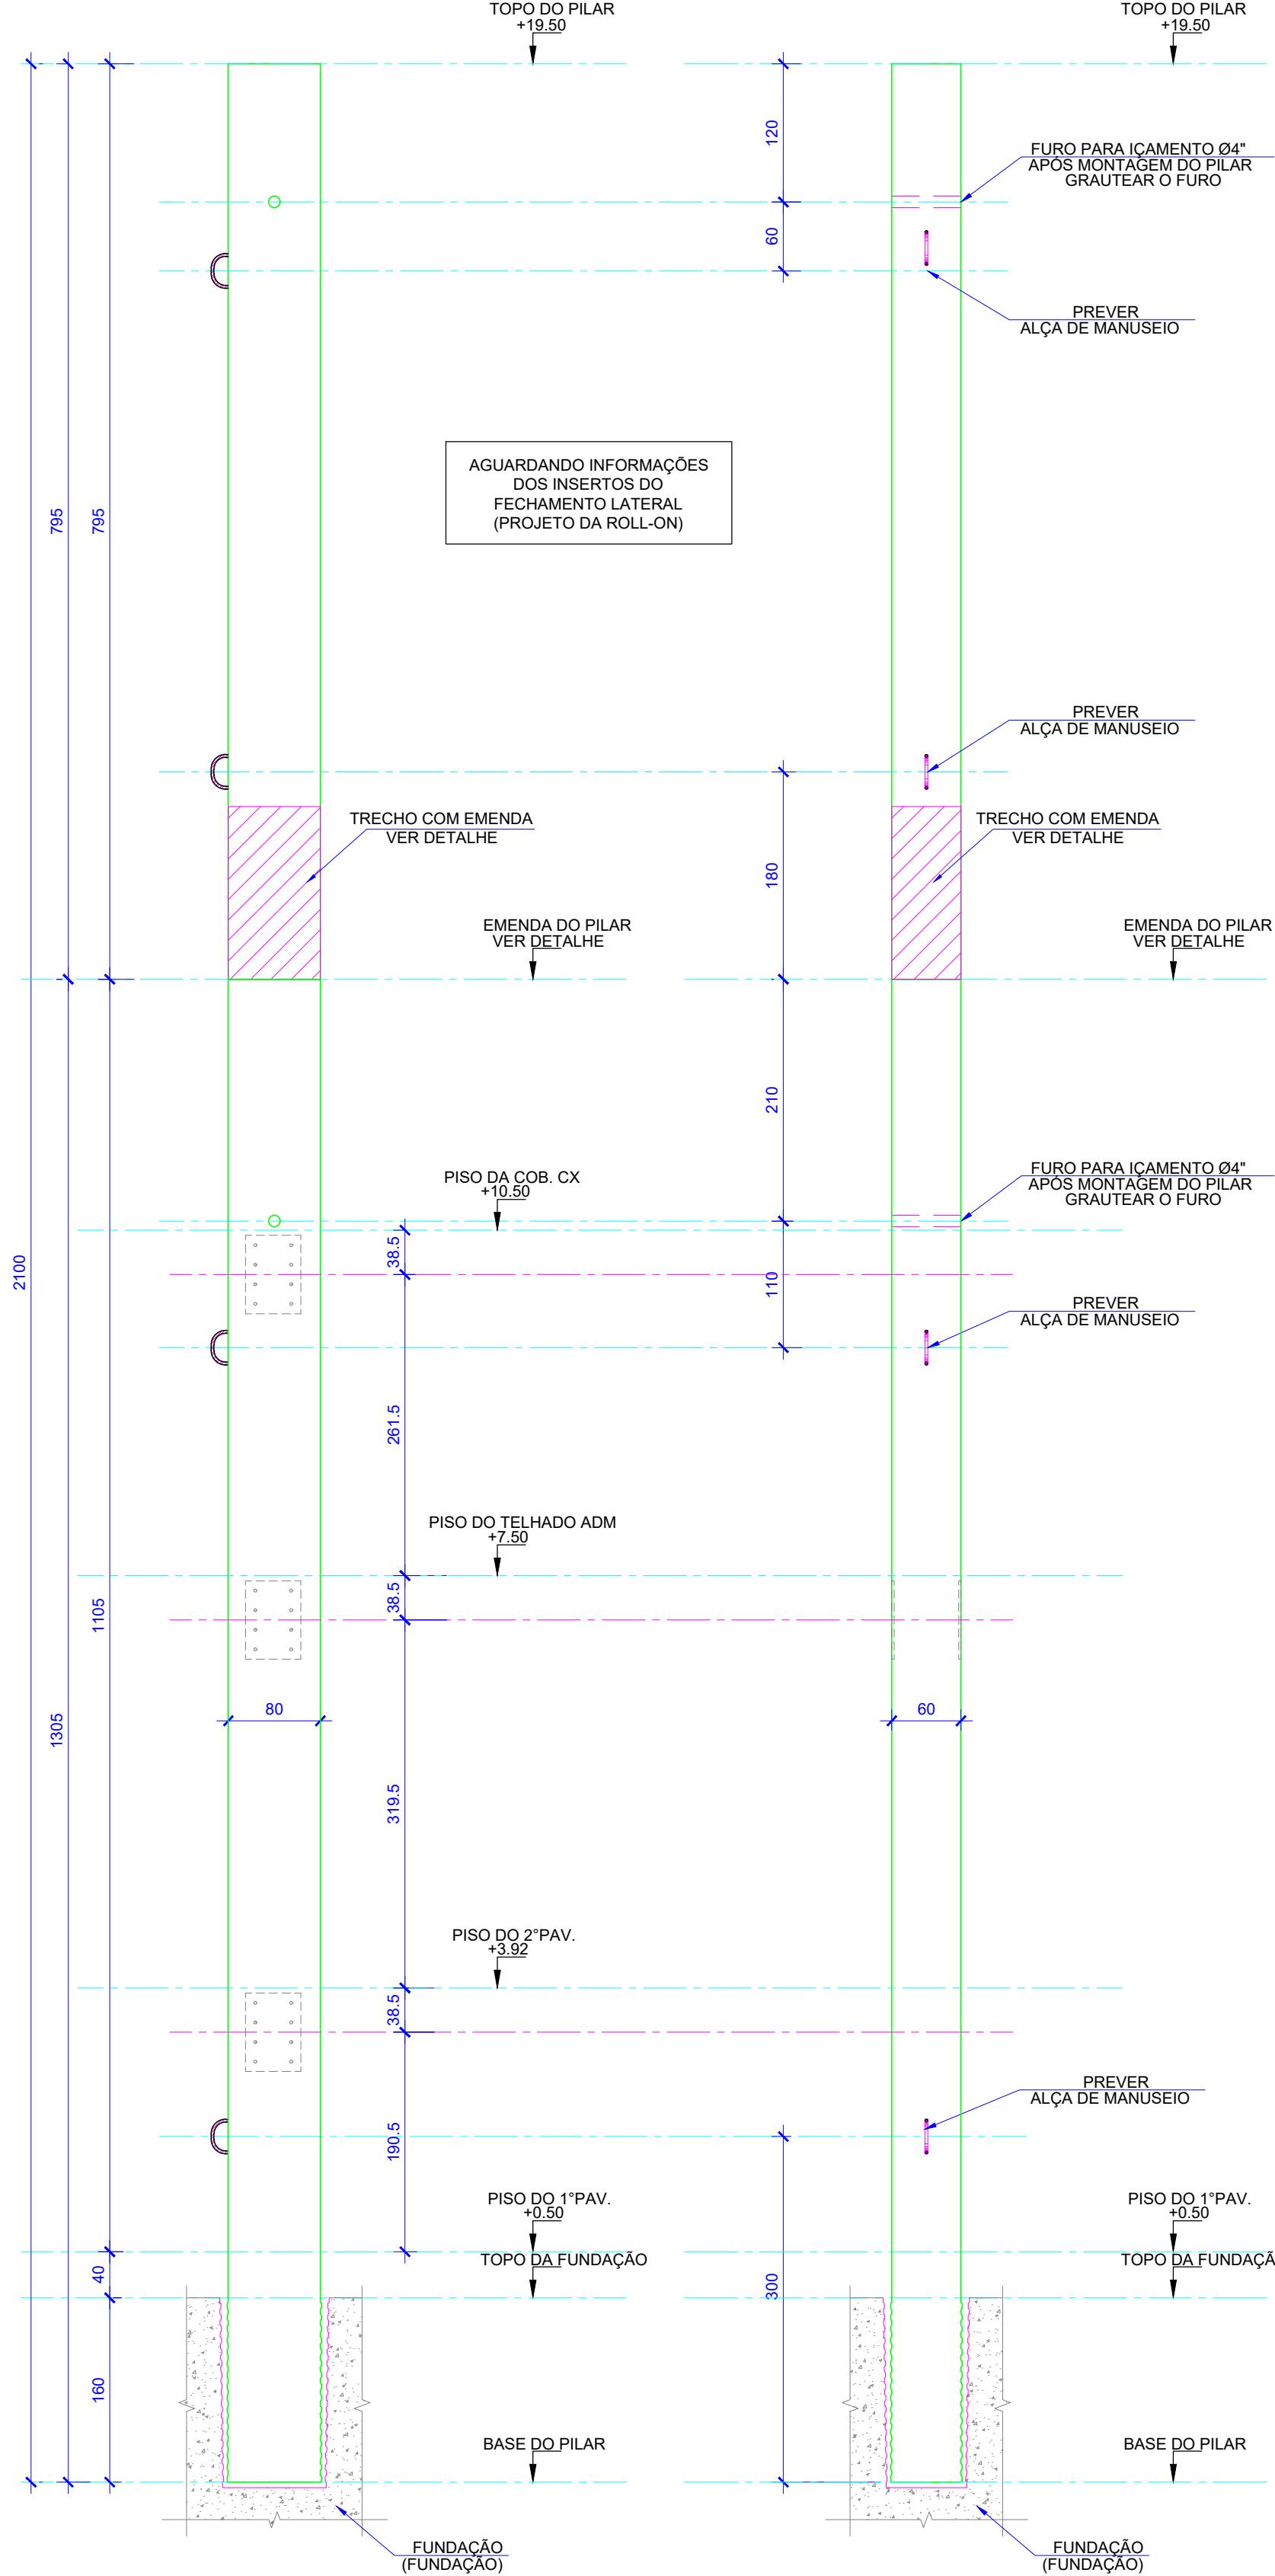 TOPO DO PILAR
+19.50
TOPO DO PILAR
+19.50
120
FURO PARA IÇAMENTO Ø4"
APÓS MONTAGEM DO PILAR
GRAUTEAR O FURO
60
PREVER
ALÇA DE MANUSEIO
AGUARDANDO INFORMAÇÕES
DOS INSERTOS DO
FECHAMENTO LATERAL
(PROJETO DA ROLL-ON)
795
795
PREVER
ALÇA DE MANUSEIO
TRECHO COM EMENDA
VER DETALHE
TRECHO COM EMENDA
VER DETALHE
180
EMENDA DO PILAR
VER DETALHE
EMENDA DO PILAR
VER DETALHE
210
PISO DA COB. CX
+10.50
FURO PARA IÇAMENTO Ø4"
APÓS MONTAGEM DO PILAR
GRAUTEAR O FURO
2100
38.5
110
PREVER
ALÇA DE MANUSEIO
261.5
PISO DO TELHADO ADM
+7.50
38.5
1105
1305
80
60
319.5
PISO DO 2°PAV.
+3.92
38.5
PREVER
ALÇA DE MANUSEIO
190.5
PISO DO 1°PAV.
+0.50
PISO DO 1°PAV.
+0.50
TOPO DA FUNDAÇÃO
TOPO DA FUNDAÇÃ
40
300
160
BASE DO PILAR
BASE DO PILAR
FUNDAÇÃO
(FUNDAÇÃO)
FUNDAÇÃO
(FUNDAÇÃO)